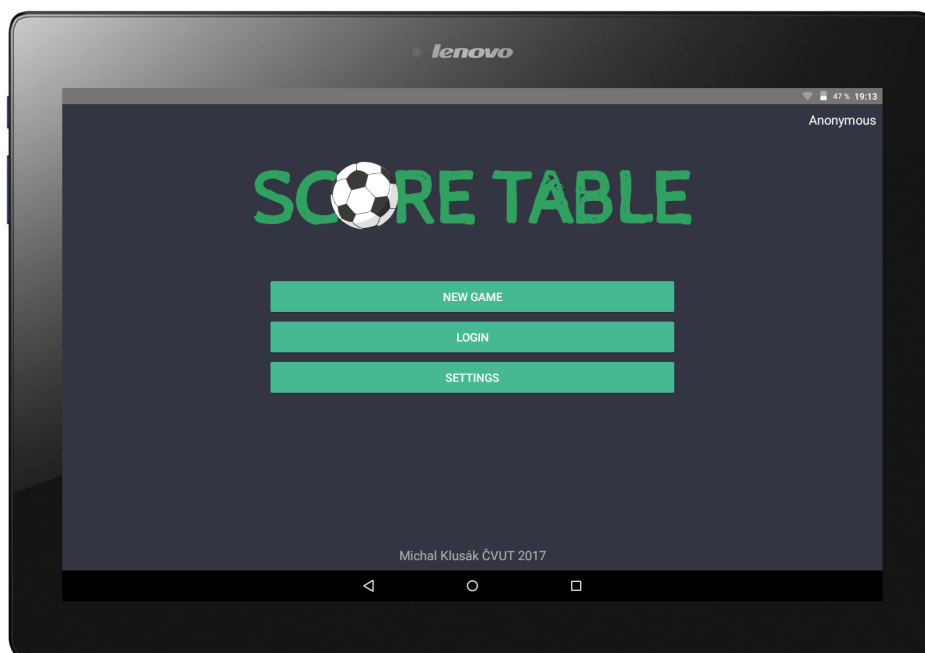 lenovo
47 % 19:13
Anonymous
SCORE TABLE
NEW GAME
LOGIN
SETTINGS
Michal Klusák ČVUT 2017